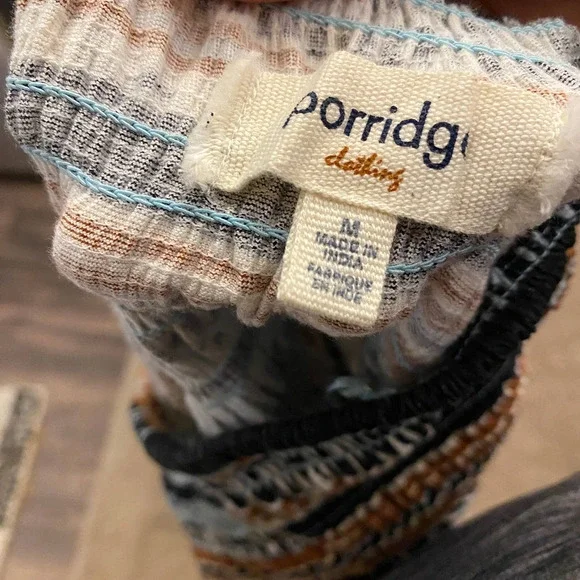 porridge
clothing
M
MADE IN
INDIA
FABRIQUE
EN INDE